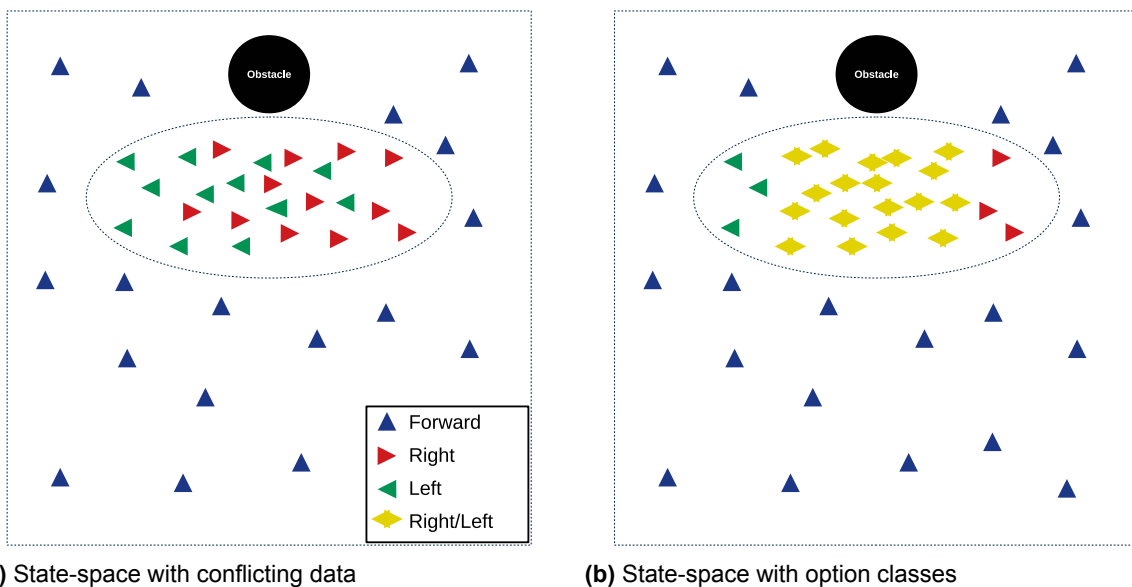 Obstacle
Obstacle
Forward
Right
Left
Right/Left
) State-space with conflicting data
(b) State-space with option classes